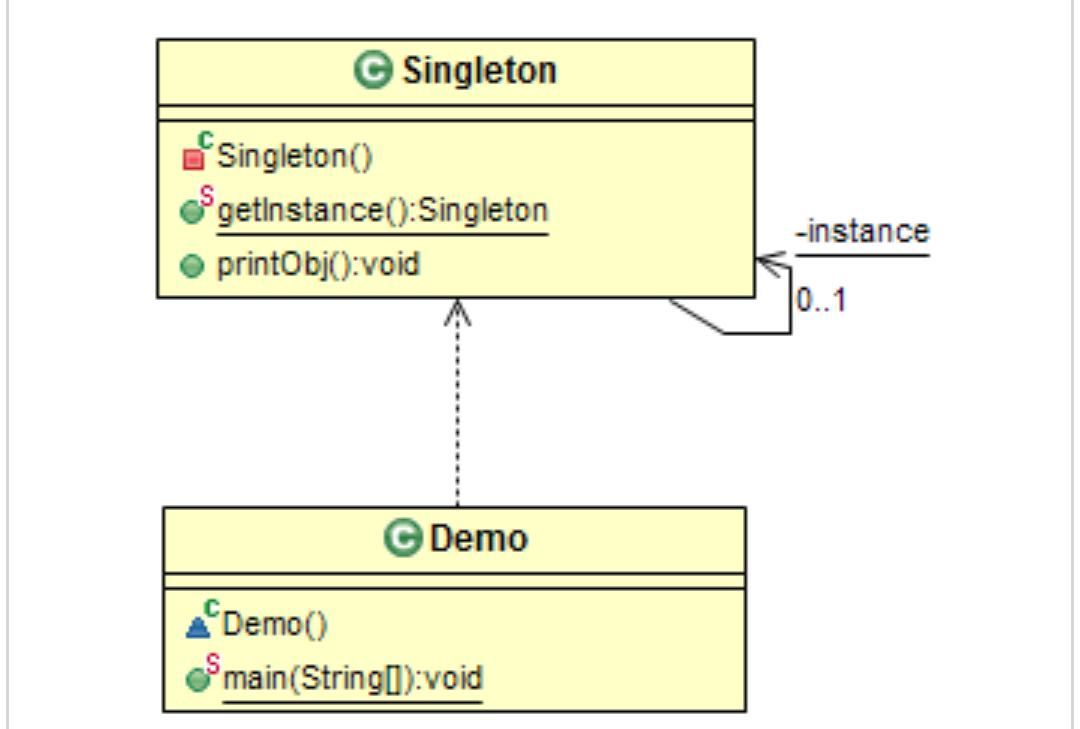 C Singleton
C Singleton()
S getInstance():Singleton
printObj():void
-instance
0..1
C Demo
C Demo()
S main(String[]):void